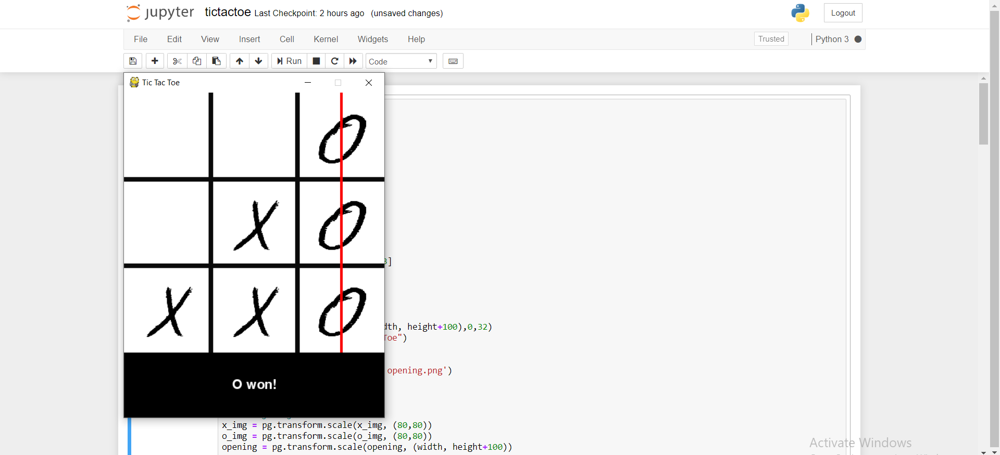 jupyter tictactoe Last Checkpoint: 2 hours ago (unsaved changes) Logout
File Edit View Insert Cell Kernel Widgets Help Trusted Python 3
Run Code
Tic Tac Toe
O
X O
X X O
O won!
3]
dth, height+100),0,32)
Toe")
opening.png')
x_img = pg.transform.scale(x_img, (80,80))
o_img = pg.transform.scale(o_img, (80,80))
opening = pg.transform.scale(opening, (width, height+100))
Activate Windows